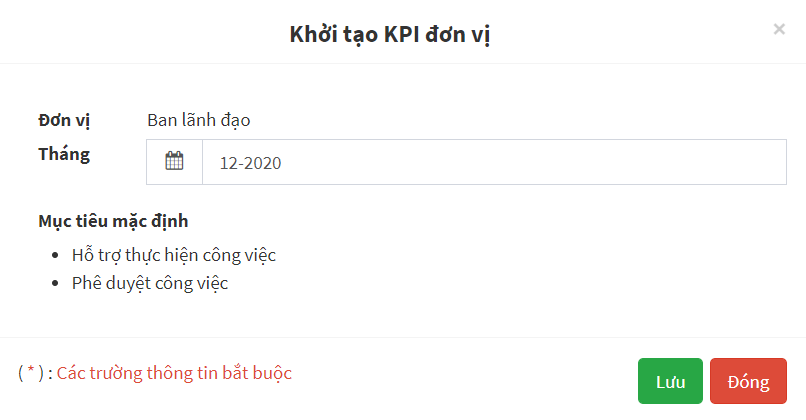 Khởi tạo KPI đơn vị
×
Đơn vị Ban lãnh đạo
Tháng 12-2020
Mục tiêu mặc định
• Hỗ trợ thực hiện công việc
• Phê duyệt công việc
( * ) : Các trường thông tin bắt buộc
Lưu Đóng